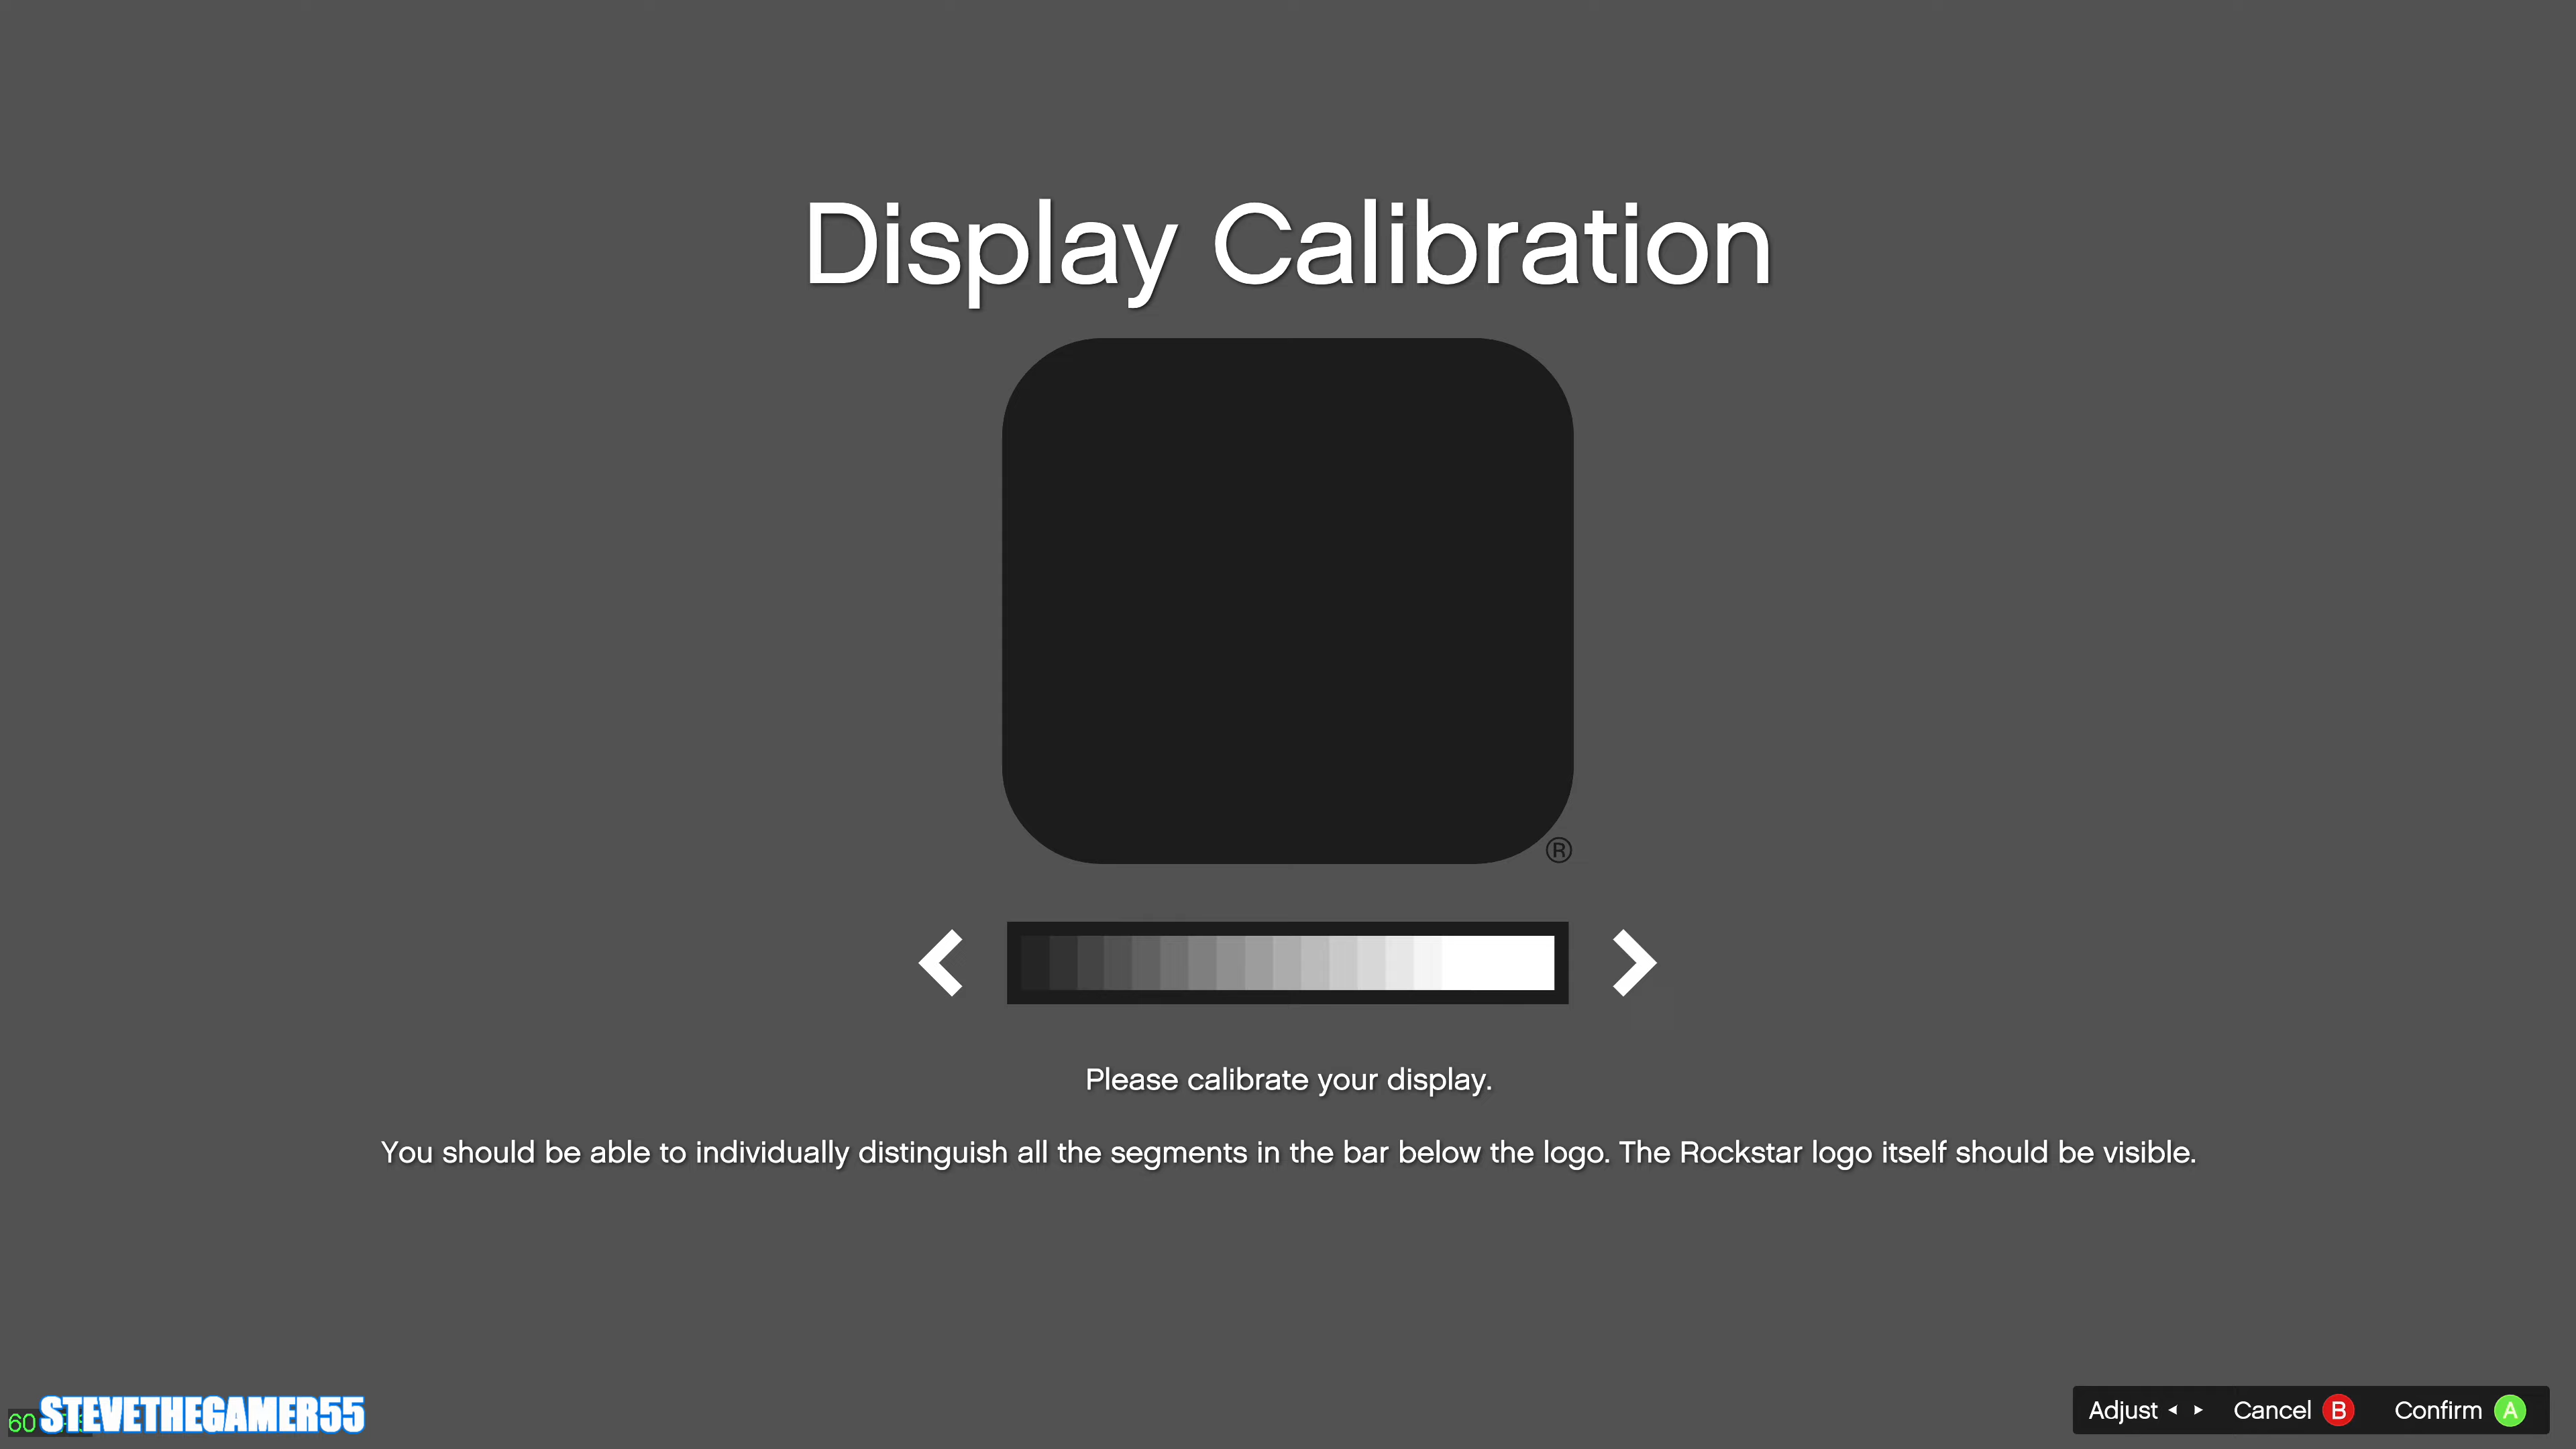 Display Calibration
®
Please calibrate your display.
You should be able to individually distinguish all the segments in the bar below the logo. The Rockstar logo itself should be visible.
60
STEVETHEGAMER55
Adjust Cancel B Confirm A